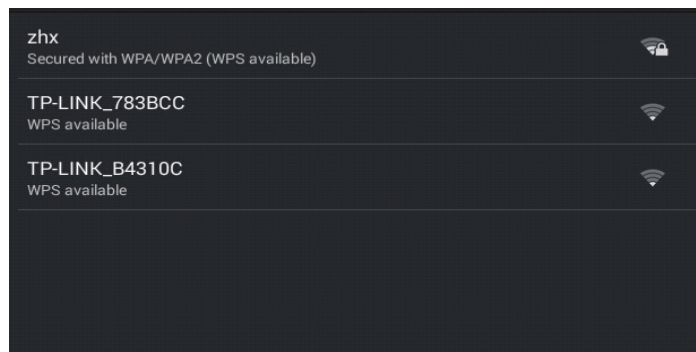 zhx
Secured with WPA/WPA2 (WPS available)
TP-LINK_783BCC
WPS available
TP-LINK_B4310C
WPS available